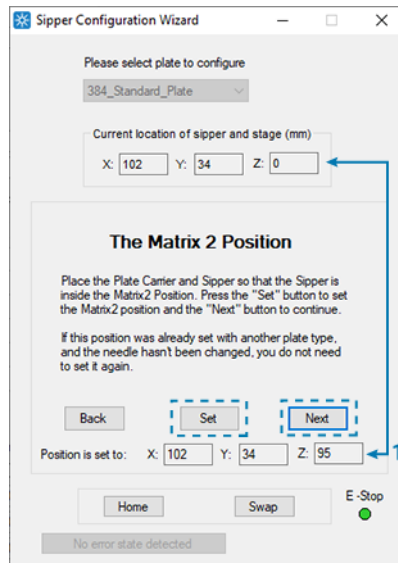 Sipper Configuration Wizard
Please select plate to configure
384_Standard_Plate
Current location of sipper and stage (mm)
X: 102 Y: 34 Z: 0
The Matrix 2 Position
Place the Plate Carrier and Sipper so that the Sipper is
inside the Matrix2 Position. Press the "Set" button to set
the Matrix2 position and the "Next" button to continue.
If this position was already set with another plate type,
and the needle hasn't been changed, you do not need
to set it again.
Back Set Next
Position is set to: X: 102 Y: 34 Z: 95 1
Home Swap E -Stop
No error state detected